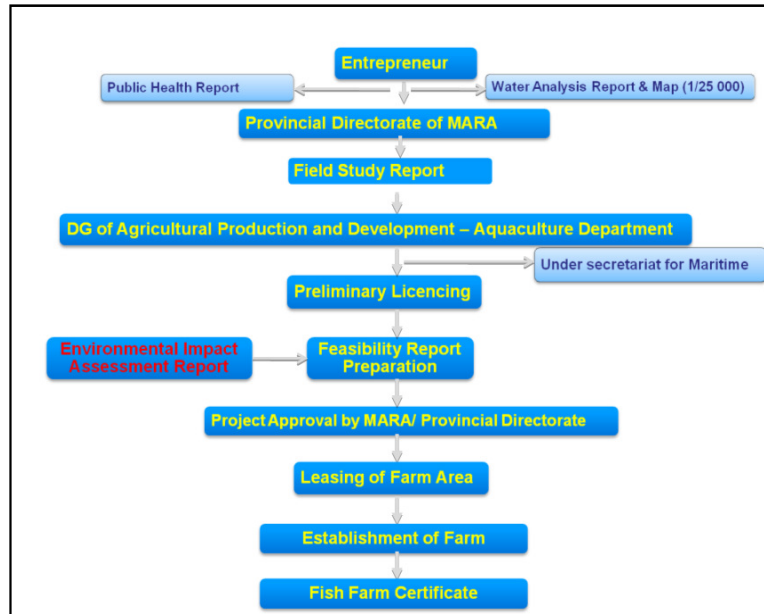 Entrepreneur
Public Health Report
Water Analysis Report & Map (1/25 000)
Provincial Directorate of MARA
Field Study Report
DG of Agricultural Production and Development – Aquaculture Department
Under secretariat for Maritime
Preliminary Licencing
Environmental Impact
Assessment Report
Feasibility Report
Preparation
Project Approval by MARA/ Provincial Directorate
Leasing of Farm Area
Establishment of Farm
Fish Farm Certificate